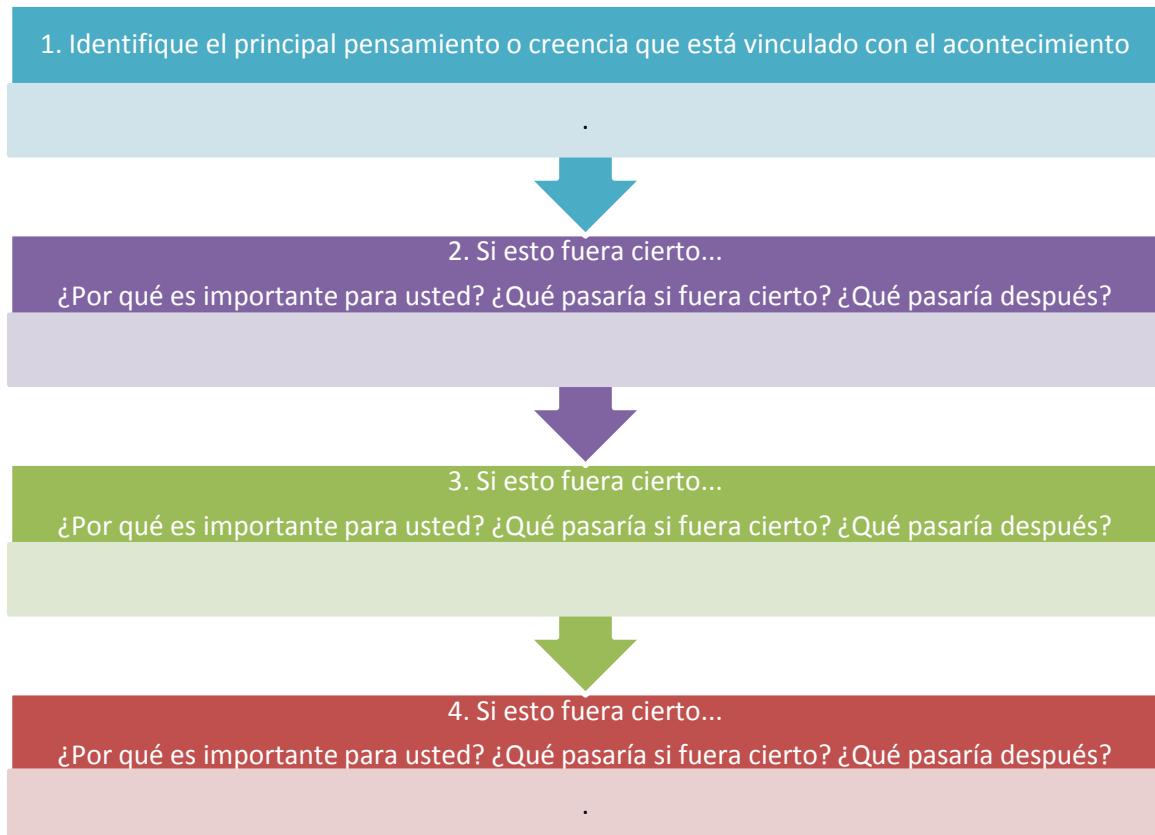 1. Identifique el principal pensamiento o creencia que está vinculado con el acontecimiento
.
2. Si esto fuera cierto...
¿Por qué es importante para usted? ¿Qué pasaría si fuera cierto? ¿Qué pasaría después?
3. Si esto fuera cierto...
¿Por qué es importante para usted? ¿Qué pasaría si fuera cierto? ¿Qué pasaría después?
4. Si esto fuera cierto...
¿Por qué es importante para usted? ¿Qué pasaría si fuera cierto? ¿Qué pasaría después?
.